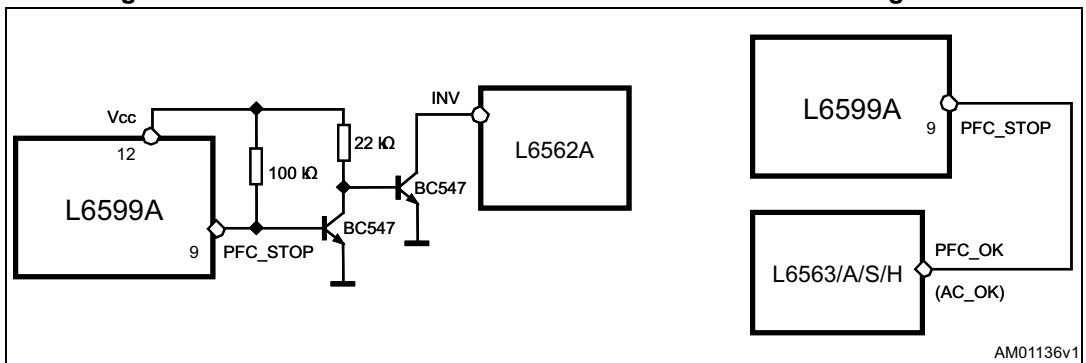 Vcc
12
L6599A
9
PFC_STOP
100 kΩ
22 kΩ
BC547
BC547
INV
L6562A
L6599A
9
PFC_STOP
PFC_OK
L6563/A/S/H
(AC_OK)
AM01136v1